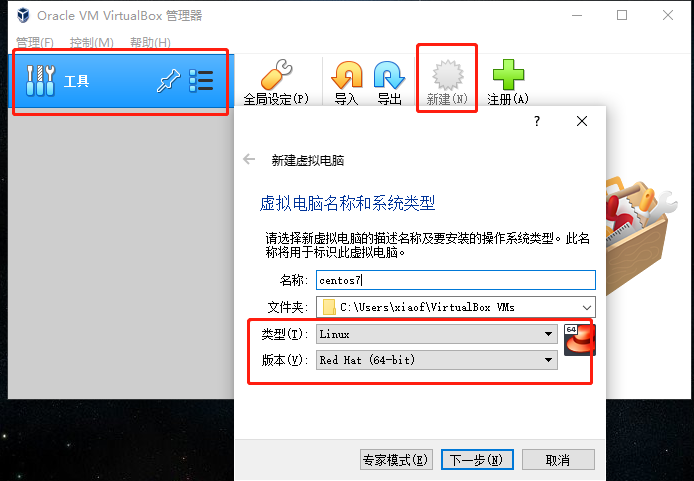 Oracle VM VirtualBox 管理器
管理(F) 控制(M) 帮助(H)
工具
全局设定(P) 导入 导出 新建(N) 注册(A)
?
新建虚拟电脑
虚拟电脑名称和系统类型
请选择新虚拟电脑的描述名称及要安装的操作系统类型。此名
称将用于标识此虚拟电脑。
名称: centos7
文件夹: C:\Users\xiaof\VirtualBox VMs
类型(T): Linux
64
版本(V): Red Hat (64-bit)
专家模式(E) 下一步(N) 取消